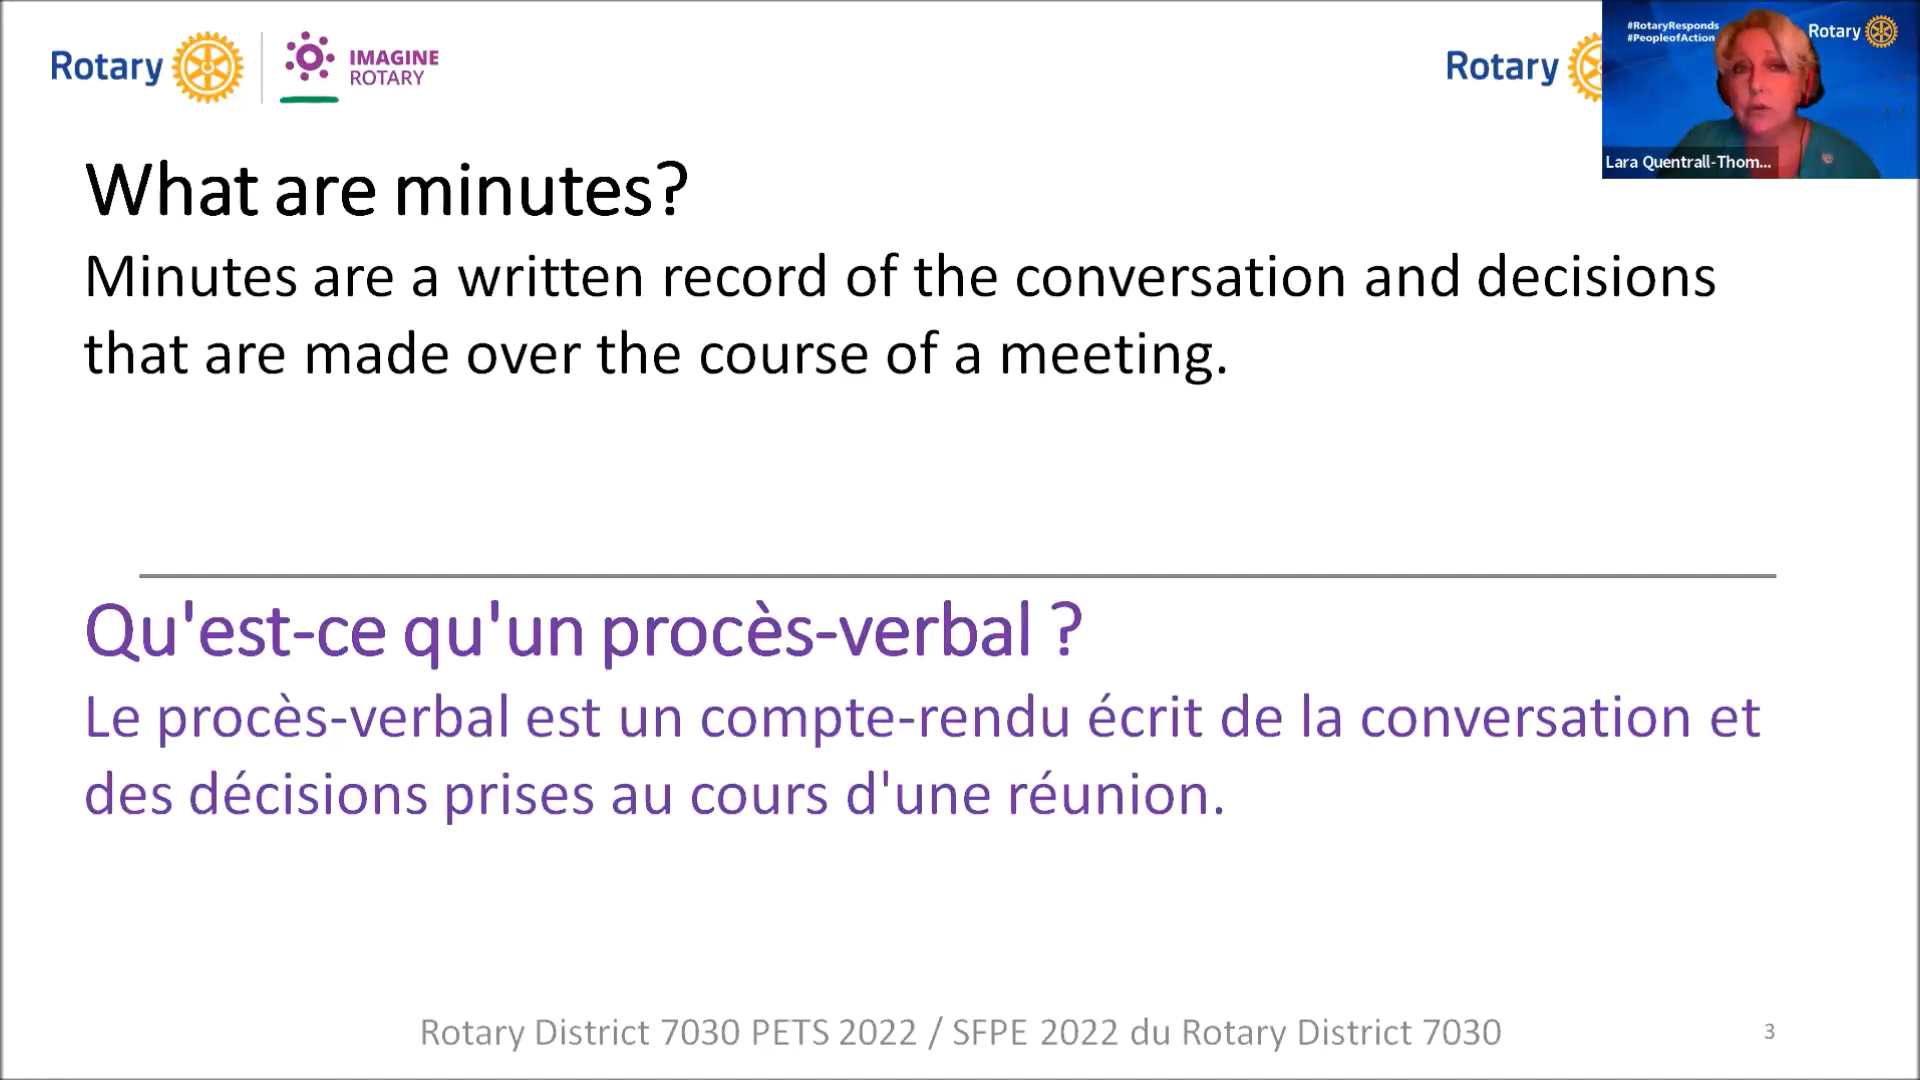 Rotary
IMAGINE
ROTARY
Rotary
#RotaryResponds
#PeopleofAction
Rotary
Lara Quentrall-Thom...
What are minutes?
Minutes are a written record of the conversation and decisions
that are made over the course of a meeting.
Qu'est-ce qu'un procès-verbal ?
Le procès-verbal est un compte-rendu écrit de la conversation et
des décisions prises au cours d'une réunion.
Rotary District 7030 PETS 2022 / SFPE 2022 du Rotary District 7030
3